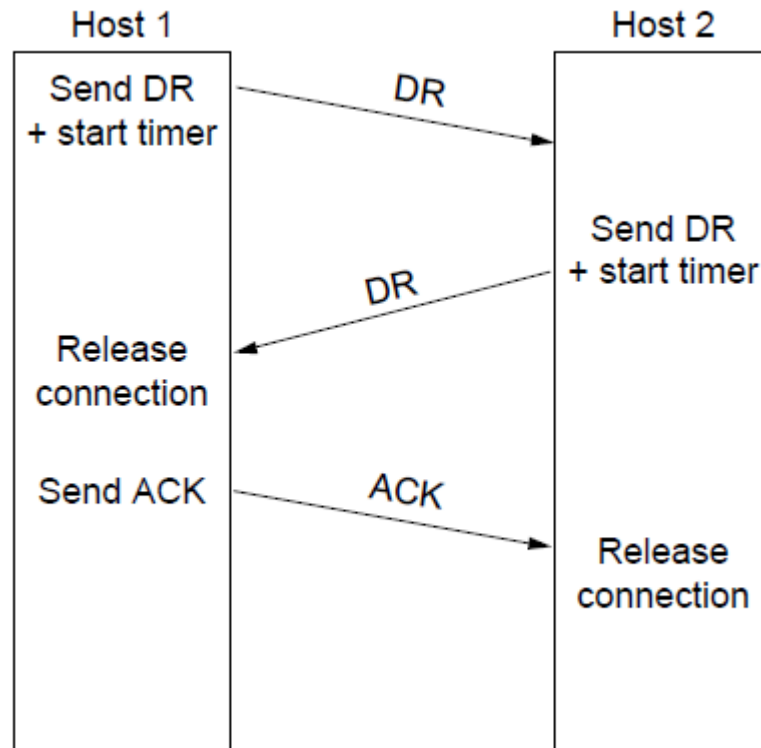 Host 1
Host 2
Send DR
+ start timer
DR
Send DR
+ start timer
DR
Release
connection
Send ACK
ACK
Release
connection